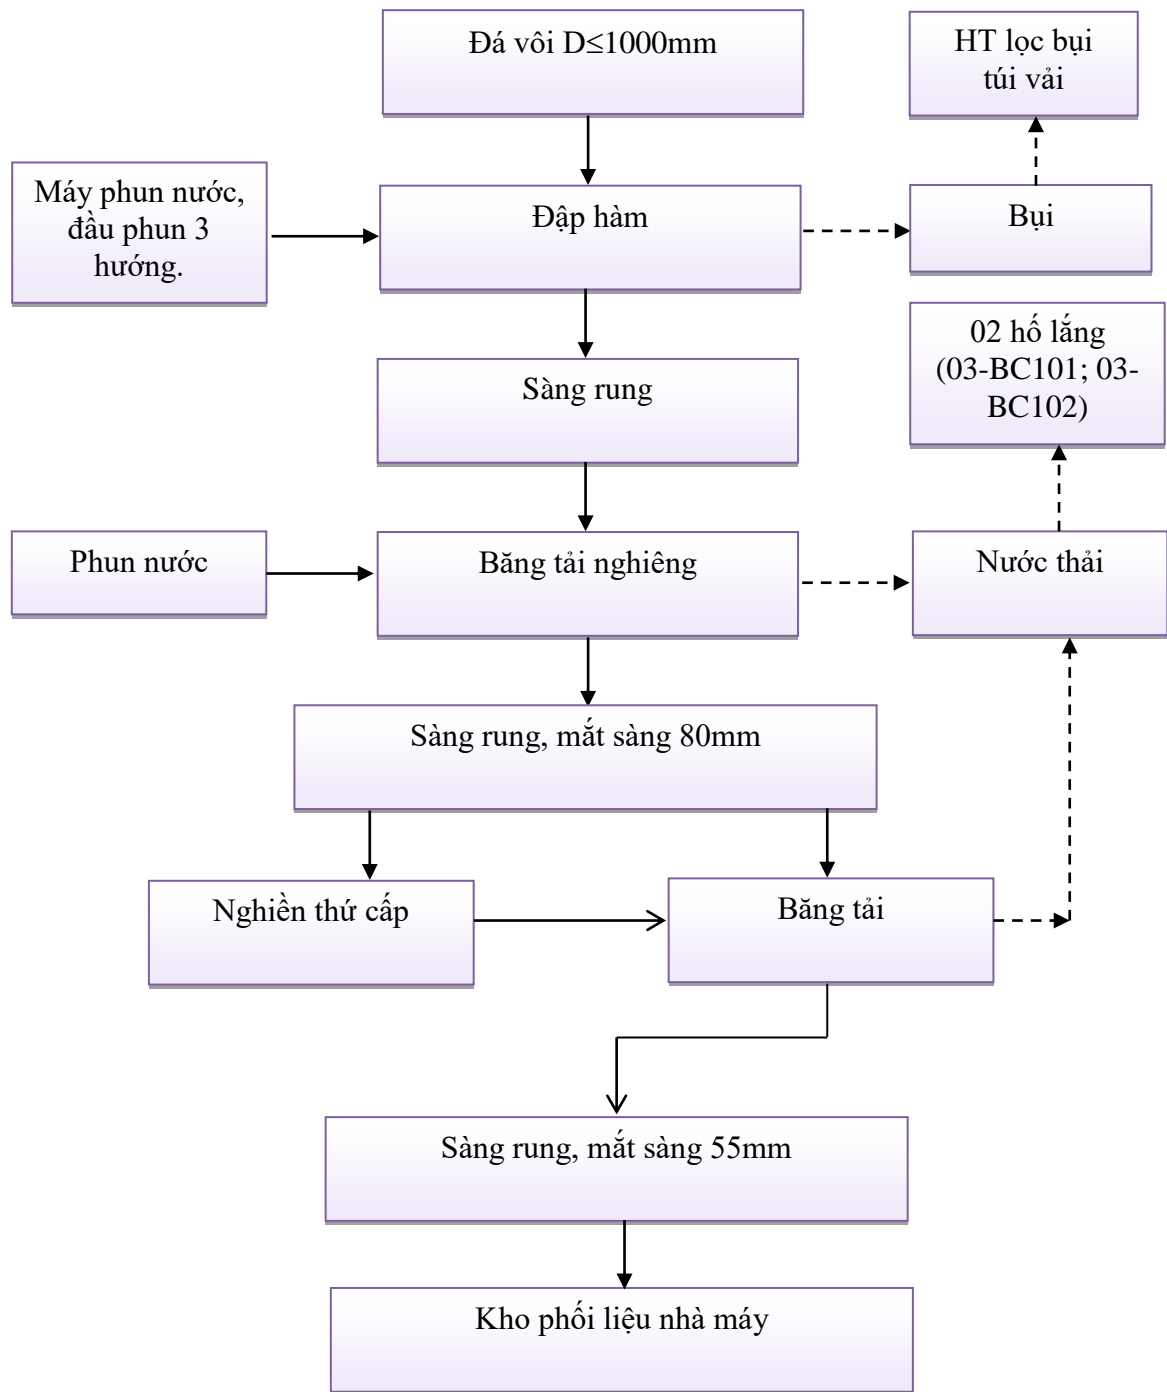 Đá vôi D≤1000mm
HT lọc bụi
túi vải
Máy phun nước,
đầu phun 3
hướng.
Đập hàm
Bụi
02 hố lắng
(03-BC101; 03-
BC102)
Sàng rung
Phun nước
Băng tải nghiêng
Nước thải
Sàng rung, mắt sàng 80mm
Nghiền thứ cấp
Băng tải
Sàng rung, mắt sàng 55mm
Kho phối liệu nhà máy